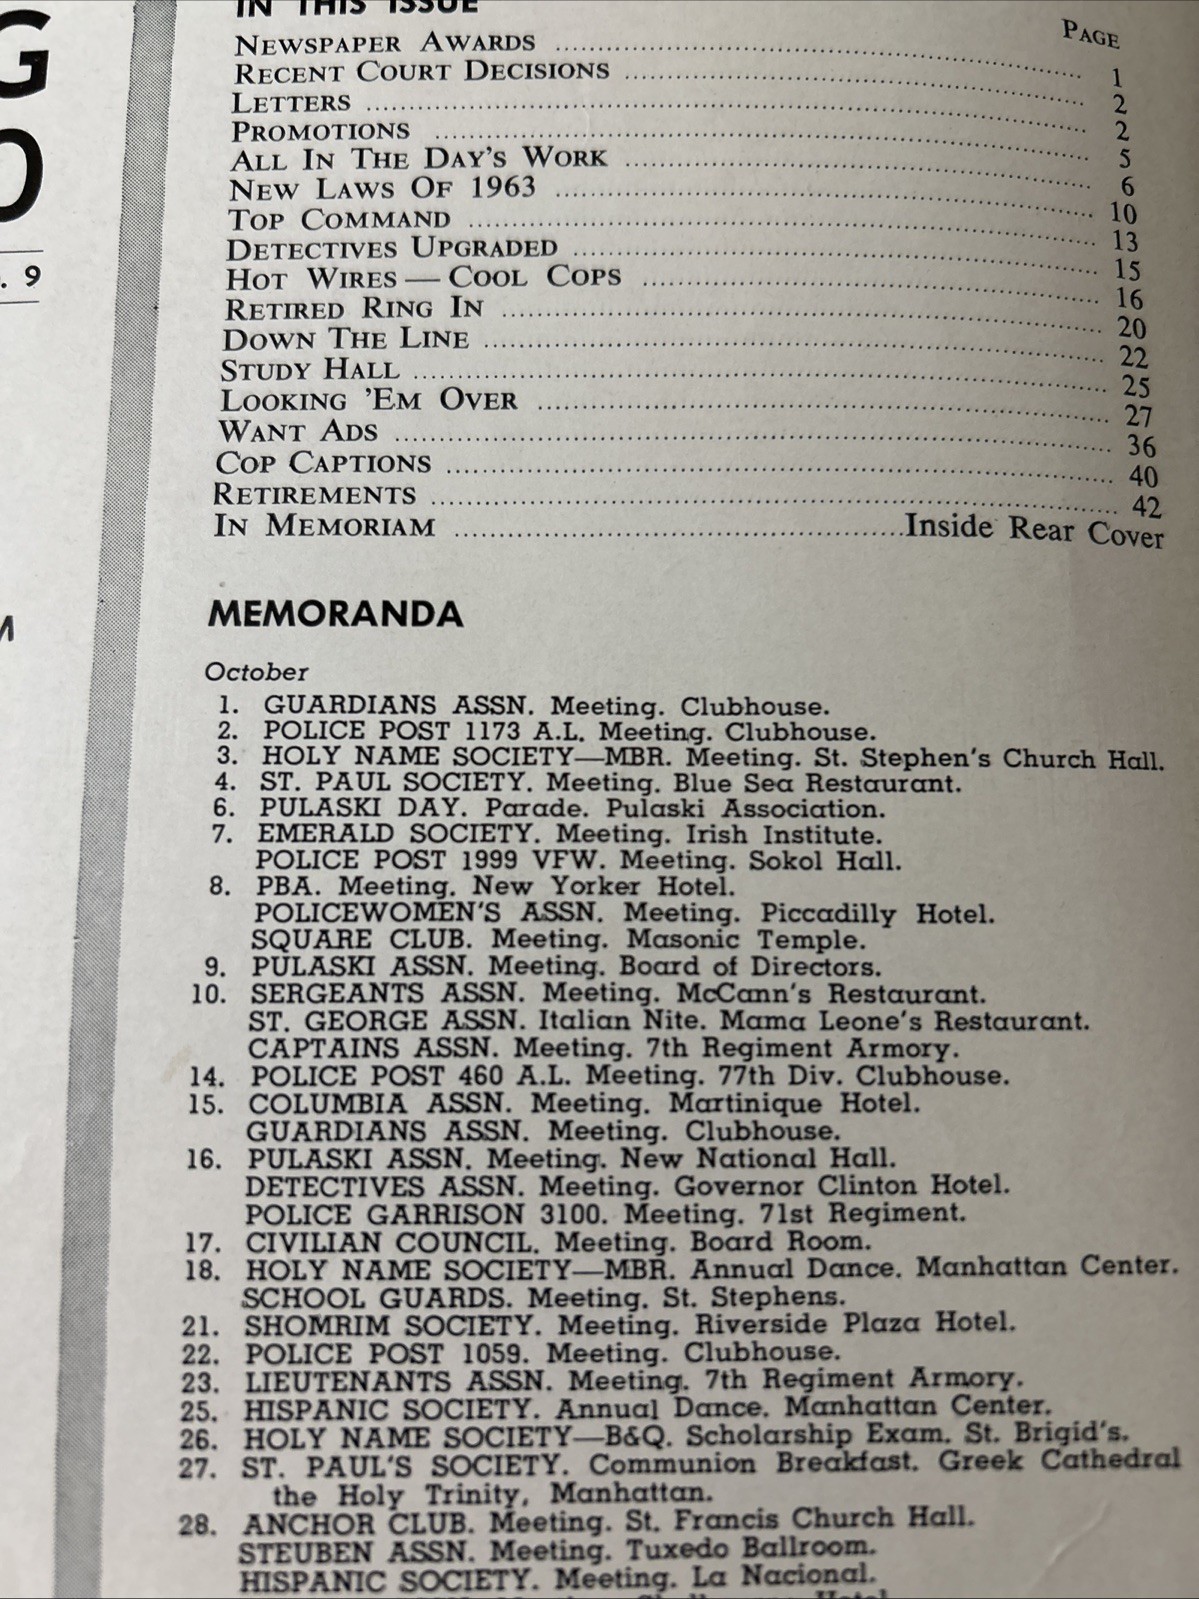 G
O
. 9
M
IN THIS ISSUE
PAGE
NEWSPAPER AWARDS 1
RECENT COURT DECISIONS 2
LETTERS 2
PROMOTIONS 5
ALL IN THE DAY'S WORK 6
NEW LAWS OF 1963 10
TOP COMMAND 13
DETECTIVES UPGRADED 15
HOT WIRES — COOL COPS 16
RETIRED RING IN 20
DOWN THE LINE 22
STUDY HALL 25
LOOKING 'EM OVER 27
WANT ADS 36
COP CAPTIONS 40
RETIREMENTS 42
IN MEMORIAM Inside Rear Cover
MEMORANDA
October
1. GUARDIANS ASSN. Meeting. Clubhouse.
2. POLICE POST 1173 A.L. Meeting. Clubhouse.
3. HOLY NAME SOCIETY—MBR. Meeting. St. Stephen's Church Hall.
4. ST. PAUL SOCIETY. Meeting. Blue Sea Restaurant.
6. PULASKI DAY. Parade. Pulaski Association.
7. EMERALD SOCIETY. Meeting. Irish Institute.
POLICE POST 1999 VFW. Meeting. Sokol Hall.
8. PBA. Meeting. New Yorker Hotel.
POLICEWOMEN'S ASSN. Meeting. Piccadilly Hotel.
SQUARE CLUB. Meeting. Masonic Temple.
9. PULASKI ASSN. Meeting. Board of Directors.
10. SERGEANTS ASSN. Meeting. McCann's Restaurant.
ST. GEORGE ASSN. Italian Nite. Mama Leone's Restaurant.
CAPTAINS ASSN. Meeting. 7th Regiment Armory.
14. POLICE POST 460 A.L. Meeting. 77th Div. Clubhouse.
15. COLUMBIA ASSN. Meeting. Martinique Hotel.
GUARDIANS ASSN. Meeting. Clubhouse.
16. PULASKI ASSN. Meeting. New National Hall.
DETECTIVES ASSN. Meeting. Governor Clinton Hotel.
POLICE GARRISON 3100. Meeting. 71st Regiment.
17. CIVILIAN COUNCIL. Meeting. Board Room.
18. HOLY NAME SOCIETY—MBR. Annual Dance. Manhattan Center.
SCHOOL GUARDS. Meeting. St. Stephens.
21. SHOMRIM SOCIETY. Meeting. Riverside Plaza Hotel.
22. POLICE POST 1059. Meeting. Clubhouse.
23. LIEUTENANTS ASSN. Meeting. 7th Regiment Armory.
25. HISPANIC SOCIETY. Annual Dance. Manhattan Center.
26. HOLY NAME SOCIETY—B&Q. Scholarship Exam. St. Brigid's.
27. ST. PAUL'S SOCIETY. Communion Breakfast. Greek Cathedral
the Holy Trinity, Manhattan.
28. ANCHOR CLUB. Meeting. St. Francis Church Hall.
STEUBEN ASSN. Meeting. Tuxedo Ballroom.
HISPANIC SOCIETY. Meeting. La Nacional.